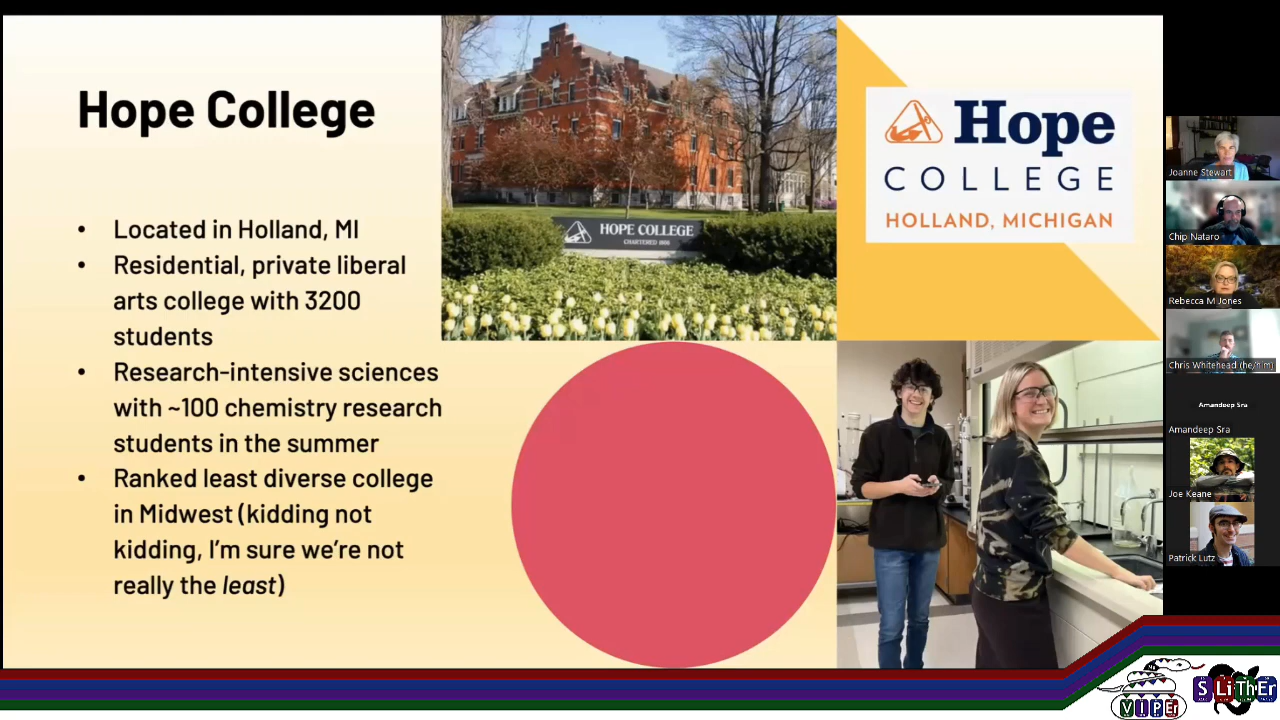 Hope College
• Located in Holland, MI
• Residential, private liberal
arts college with 3200
students
• Research-intensive sciences
with ~100 chemistry research
students in the summer
• Ranked least diverse college
in Midwest (kidding not
kidding, I'm sure we're not
really the least)
HOPE COLLEGE
CHARTERED 1866
Hope
COLLEGE
HOLLAND, MICHIGAN
Joanne Stewart
Chip Nataro
Rebecca M Jones
Chris Whitehead (he/him)
Amandeep Sra
Amandeep Sra
Joe Keane
Patrick Lutz
VIPEr
SLiThEr